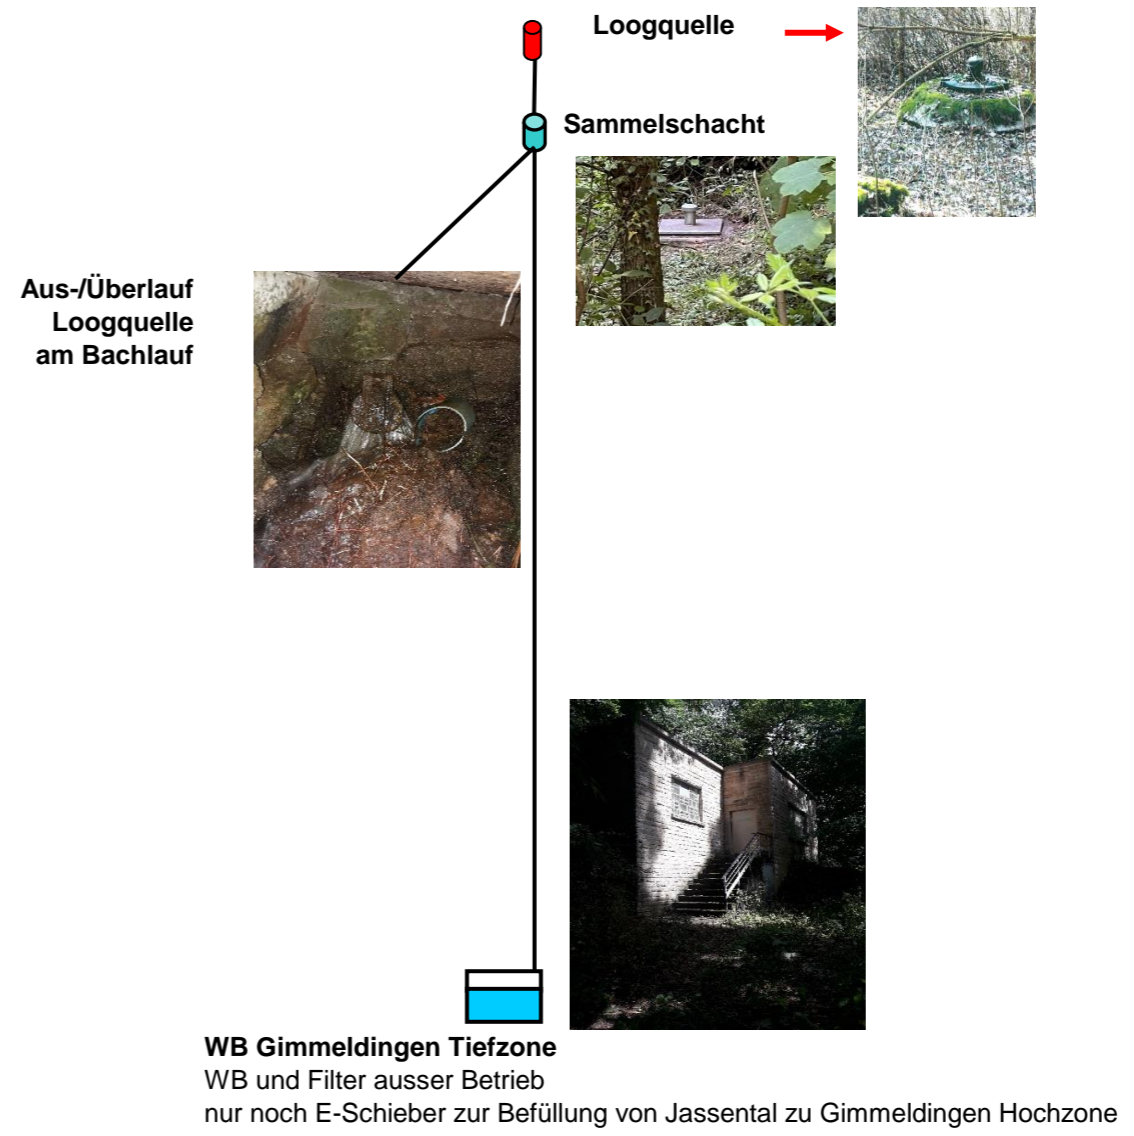 Loogquelle
Sammelschacht
Aus-/Überlauf
Loogquelle
am Bachlauf
WB Gimmeldingen Tiefzone
WB und Filter ausser Betrieb
nur noch E-Schieber zur Befüllung von Jassental zu Gimmeldingen Hochzone